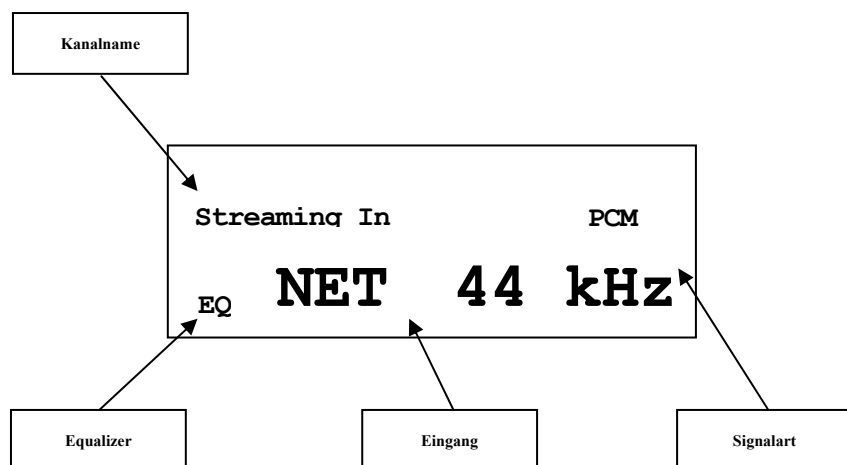 Kanalname
Streaming In PCM
EQ NET 44 kHz
Equalizer Eingang Signalart